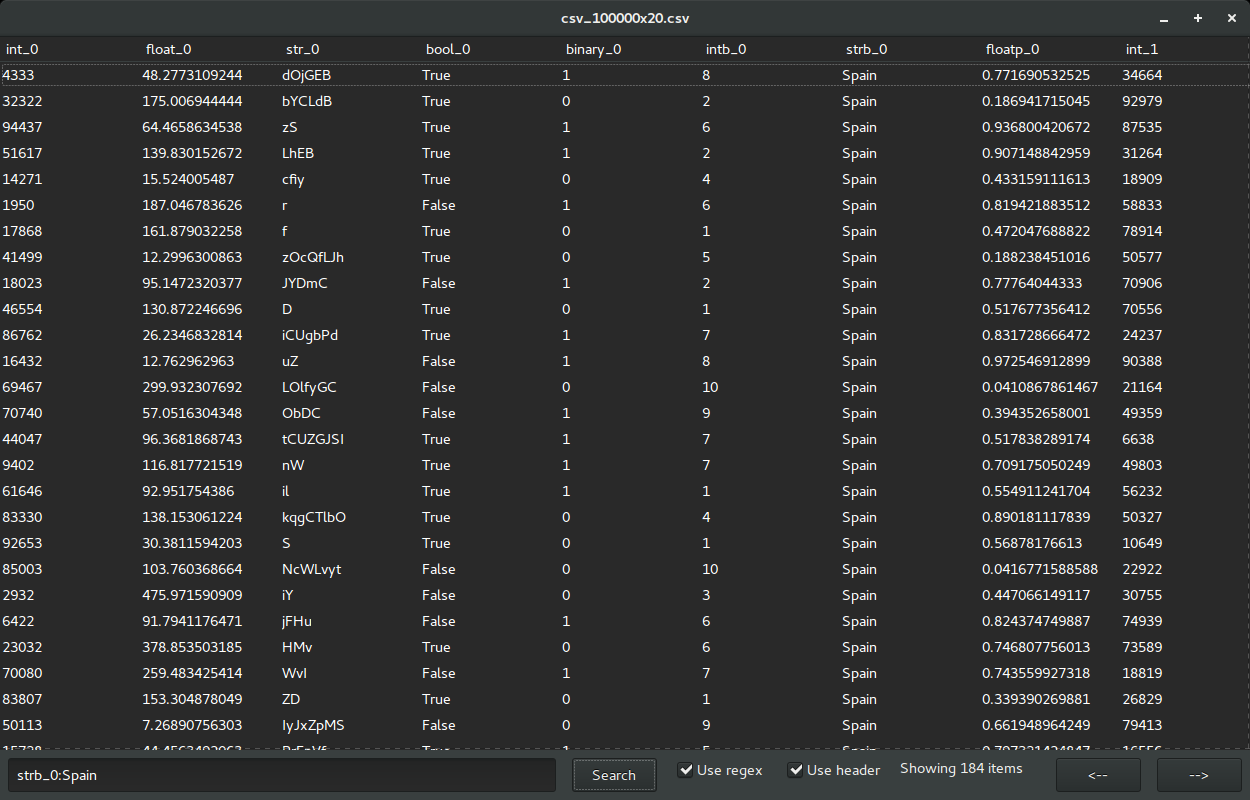 csv_100000x20.csv
int_0 float_0 str_0 bool_0 binary_0 intb_0 strb_0 floatp_0 int_1
4333 48.2773109244 dOjGEB True 1 8 Spain 0.771690532525 34664
32322 175.006944444 bYCLdB True 0 2 Spain 0.186941715045 92979
94437 64.4658634538 zS True 1 6 Spain 0.936800420672 87535
51617 139.830152672 LhEB True 1 2 Spain 0.907148842959 31264
14271 15.524005487 cfiy True 0 4 Spain 0.433159111613 18909
1950 187.046783626 r False 1 6 Spain 0.819421883512 58833
17868 161.879032258 f True 0 1 Spain 0.472047688822 78914
41499 12.2996300863 zOcQfLJh True 0 5 Spain 0.188238451016 50577
18023 95.1472320377 JYDmC False 1 2 Spain 0.77764044333 70906
46554 130.872246696 D True 0 1 Spain 0.517677356412 70556
86762 26.2346832814 iCUgbPd True 1 7 Spain 0.831728666472 24237
16432 12.762962963 uZ False 1 8 Spain 0.972546912899 90388
69467 299.932307692 LOlfyGC False 0 10 Spain 0.0410867861467 21164
70740 57.0516304348 ObDC False 1 9 Spain 0.394352658001 49359
44047 96.3681868743 tCUZGJSI True 1 7 Spain 0.517838289174 6638
9402 116.817721519 nW True 1 7 Spain 0.709175050249 49803
61646 92.951754386 il True 1 1 Spain 0.554911241704 56232
83330 138.153061224 kqgCTlbO True 0 4 Spain 0.890181117839 50327
92653 30.3811594203 S True 0 1 Spain 0.56878176613 10649
85003 103.760368664 NcWLvyt False 0 10 Spain 0.0416771588588 22922
2932 475.971590909 iY False 0 3 Spain 0.447066149117 30755
6422 91.7941176471 jFHu False 1 6 Spain 0.824374749887 74939
23032 378.853503185 HMv True 0 6 Spain 0.746807756013 73589
70080 259.483425414 WvI False 1 7 Spain 0.743559927318 18819
83807 153.304878049 ZD True 0 1 Spain 0.339390269881 26829
50113 7.26890756303 IyJxZpMS False 0 9 Spain 0.661948964249 79413
True 1 Spain
strb_0:Spain Search Use regex Use header Showing 184 items <-- -->